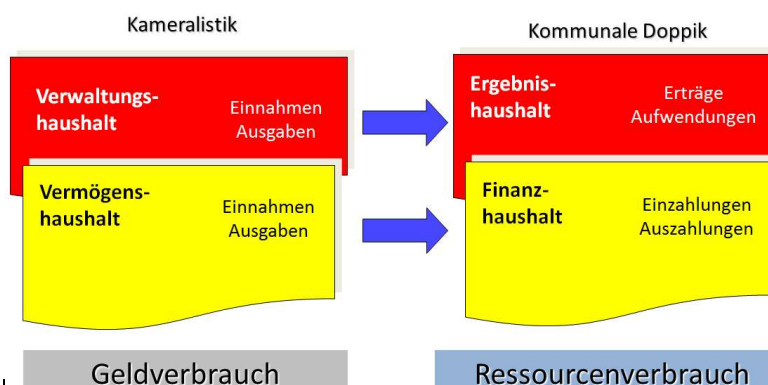 Kameralistik
Verwaltungs-
haushalt
Einnahmen
Ausgaben
Vermögens-
haushalt
Einnahmen
Ausgaben
Geldverbrauch
Kommunale Doppik
Ergebnis-
haushalt
Erträge
Aufwendungen
Finanz-
haushalt
Einzahlungen
Auszahlungen
Ressourcenverbrauch